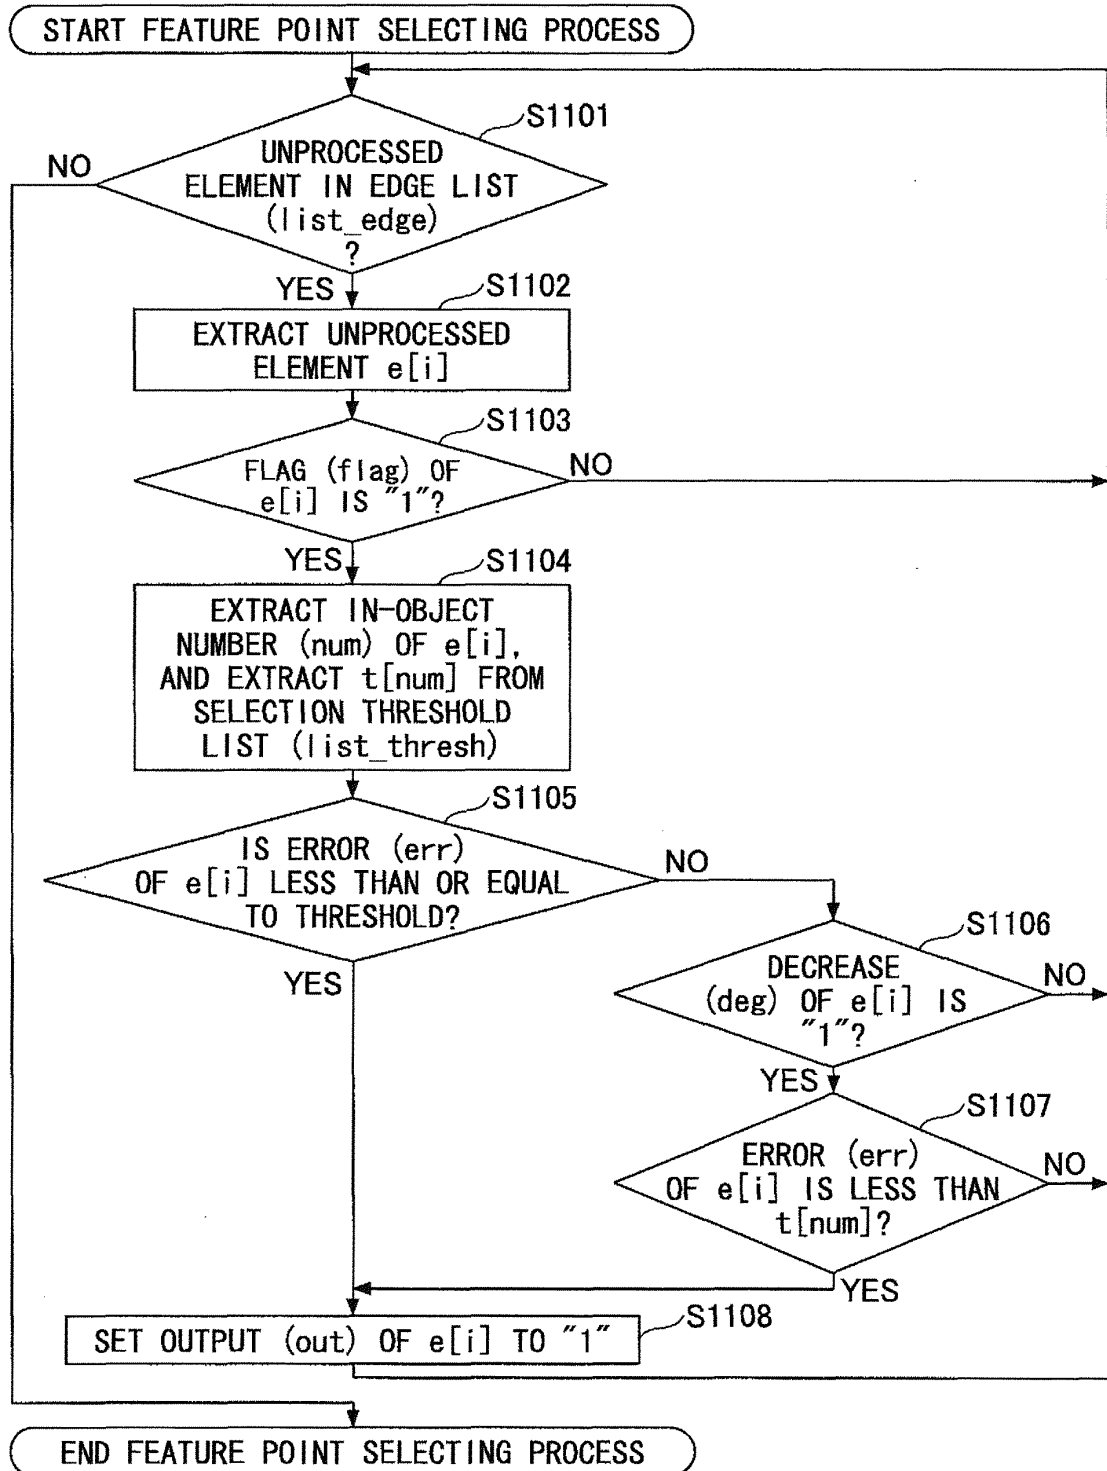 START FEATURE POINT SELECTING PROCESS
S1101
NO
UNPROCESSED
ELEMENT IN EDGE LIST
(list_edge)
?
YES
S1102
EXTRACT UNPROCESSED
ELEMENT e[i]
S1103
FLAG (flag) OF
e[i] IS "1"?
NO
YES
S1104
EXTRACT IN-OBJECT
NUMBER (num) OF e[i],
AND EXTRACT t[num] FROM
SELECTION THRESHOLD
LIST (list_thresh)
S1105
IS ERROR (err)
OF e[i] LESS THAN OR EQUAL
TO THRESHOLD?
NO
YES
S1106
DECREASE
(deg) OF e[i] IS
"1"?
NO
YES
S1107
ERROR (err)
OF e[i] IS LESS THAN
t[num]?
NO
YES
S1108
SET OUTPUT (out) OF e[i] TO "1"
END FEATURE POINT SELECTING PROCESS